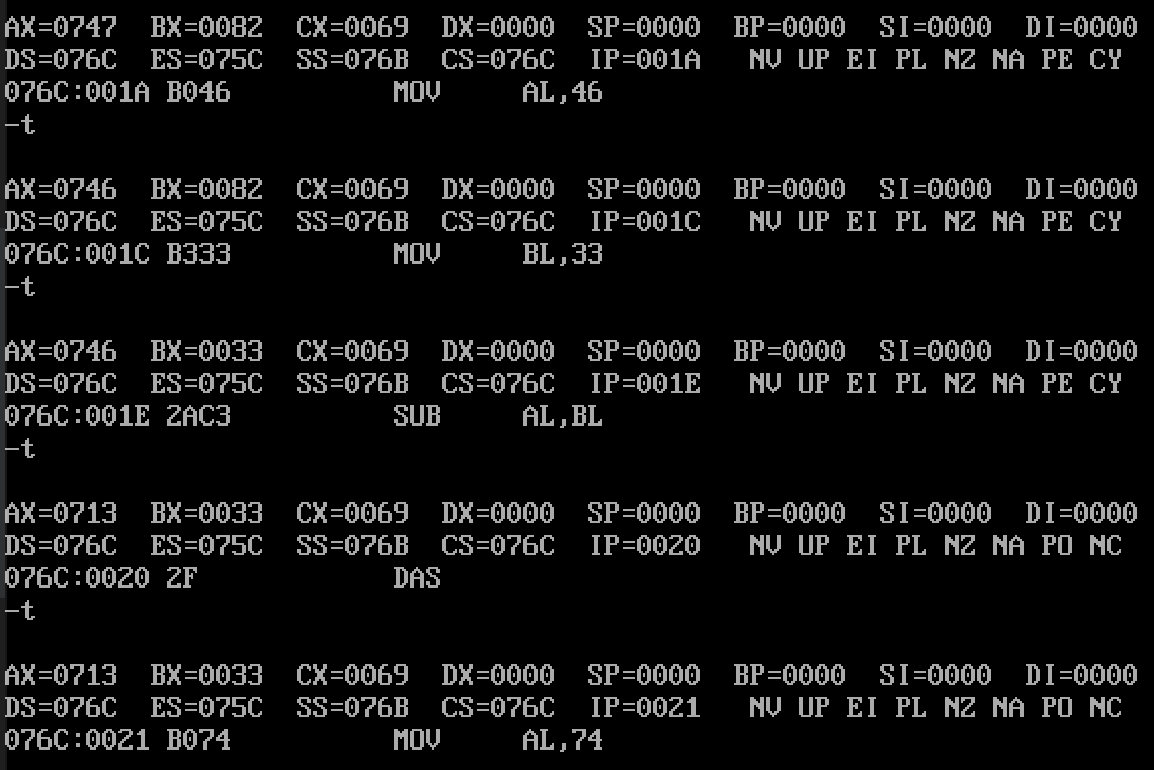 AX=0747  BX=0082  CX=0069  DX=0000  SP=0000  BP=0000  SI=0000  DI=0000
DS=076C  ES=075C  SS=076B  CS=076C  IP=001A   NV UP EI PL NZ NA PE CY
076C:001A B046          MOV     AL,46
-t
AX=0746  BX=0082  CX=0069  DX=0000  SP=0000  BP=0000  SI=0000  DI=0000
DS=076C  ES=075C  SS=076B  CS=076C  IP=001C   NV UP EI PL NZ NA PE CY
076C:001C B333          MOV     BL,33
-t
AX=0746  BX=0033  CX=0069  DX=0000  SP=0000  BP=0000  SI=0000  DI=0000
DS=076C  ES=075C  SS=076B  CS=076C  IP=001E   NV UP EI PL NZ NA PE CY
076C:001E 2AC3          SUB     AL,BL
-t
AX=0713  BX=0033  CX=0069  DX=0000  SP=0000  BP=0000  SI=0000  DI=0000
DS=076C  ES=075C  SS=076B  CS=076C  IP=0020   NV UP EI PL NZ NA PO NC
076C:0020 2F            DAS
-t
AX=0713  BX=0033  CX=0069  DX=0000  SP=0000  BP=0000  SI=0000  DI=0000
DS=076C  ES=075C  SS=076B  CS=076C  IP=0021   NV UP EI PL NZ NA PO NC
076C:0021 B074          MOV     AL,74